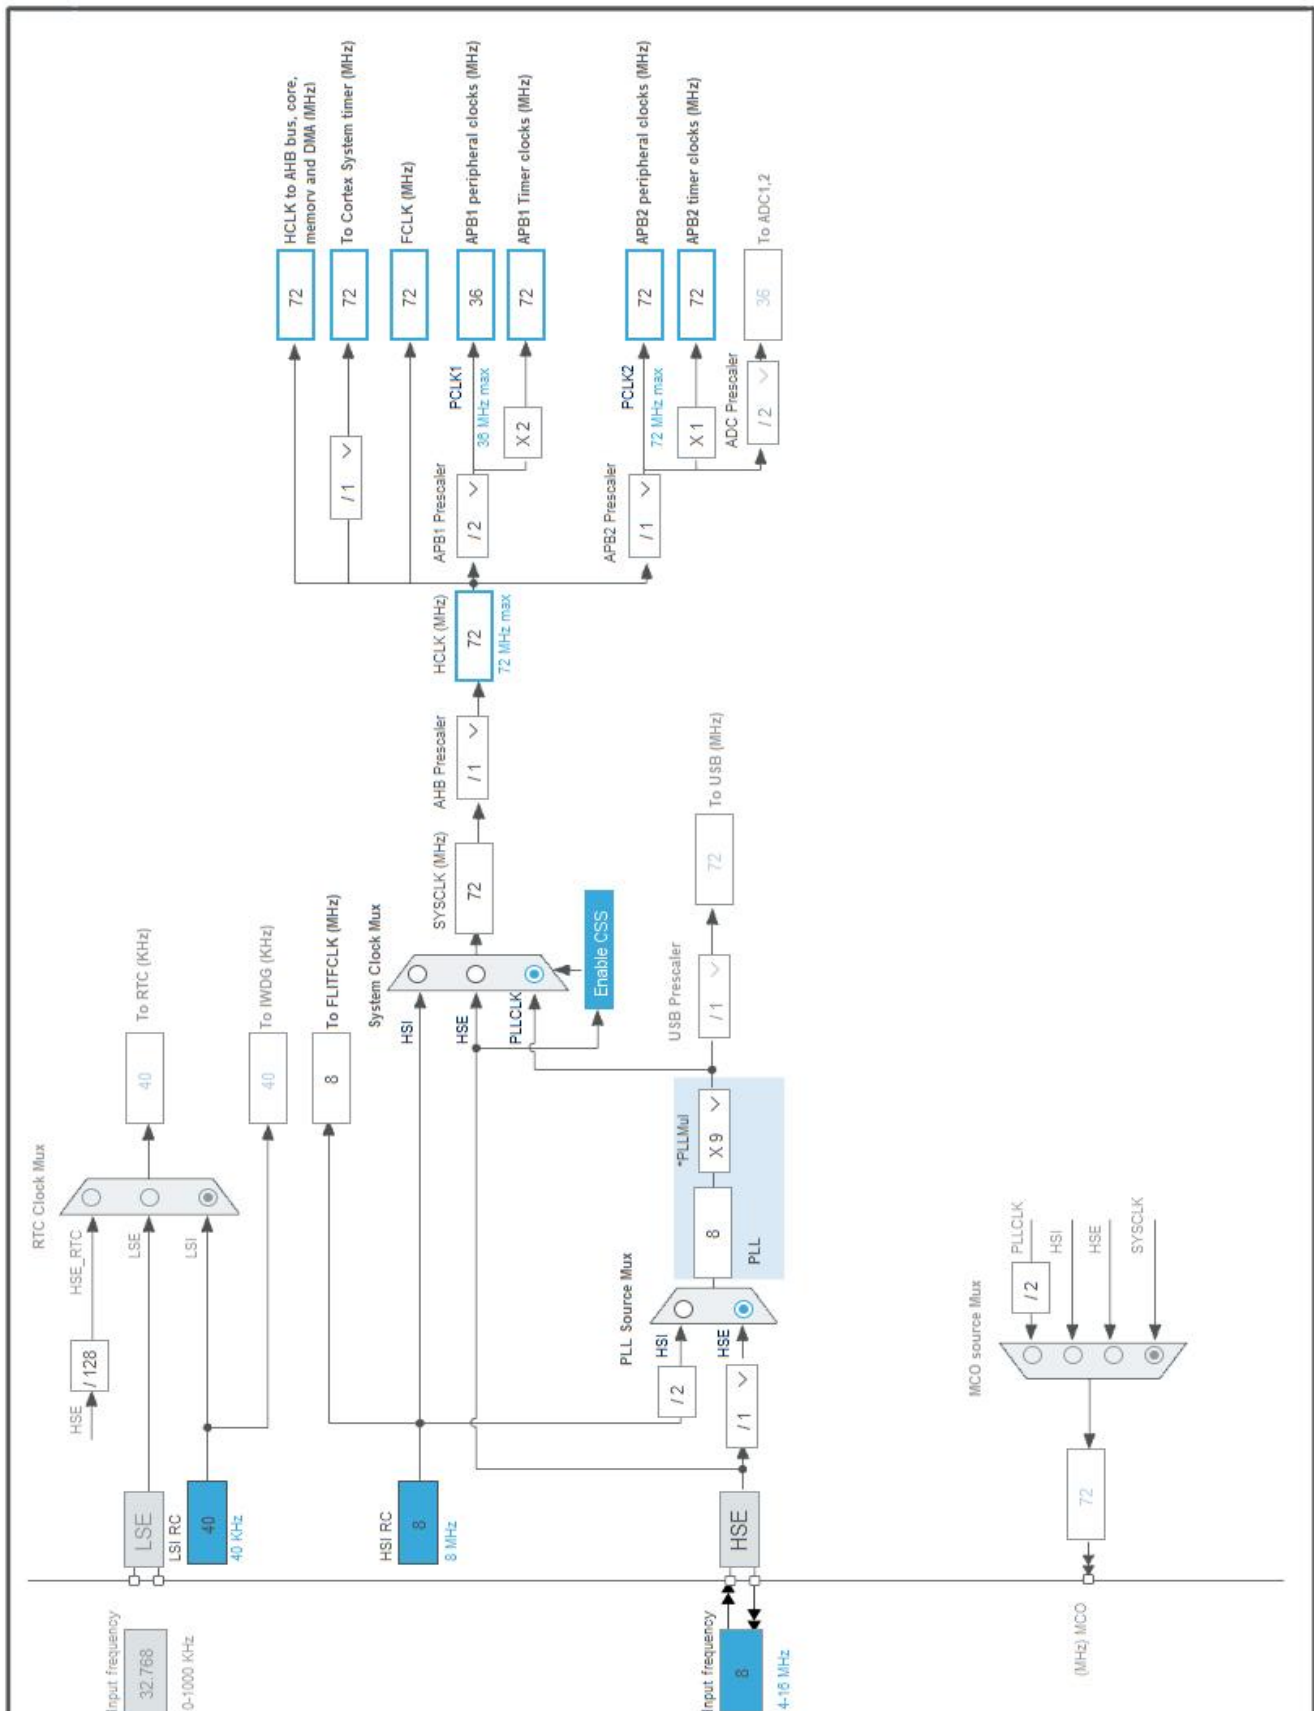 Input frequency
32.768
0-1000 KHz
LSE
LSI RC
40
40 KHz
HSE
/ 128
HSE_RTC
LSE
LSI
RTC Clock Mux
40
To RTC (KHz)
40
To IWDG (KHz)
8
To FLITFCLK (MHz)
HSI RC
8
8 MHz
System Clock Mux
HSI
HSE
PLLCLK
Enable CSS
SYSCLK (MHz)
72
AHB Prescaler
/ 1
HCLK (MHz)
72
72 MHz max
/ 1
72
HCLK to AHB bus, core,
memory and DMA (MHz)
72
To Cortex System timer (MHz)
72
FCLK (MHz)
APB1 Prescaler
/ 2
PCLK1
36 MHz max
36
APB1 peripheral clocks (MHz)
X 2
72
APB1 Timer clocks (MHz)
APB2 Prescaler
/ 1
PCLK2
72 MHz max
72
APB2 peripheral clocks (MHz)
X 1
72
APB2 timer clocks (MHz)
ADC Prescaler
/ 2
36
To ADC1,2
Input frequency
8
4-16 MHz
HSE
/ 2
/ 1
PLL Source Mux
HSI
HSE
8
PLL
*PLLMul
X 9
USB Prescaler
/ 1
72
To USB (MHz)
(MHz) MCO
72
MCO source Mux
/ 2
PLLCLK
HSI
HSE
SYSCLK